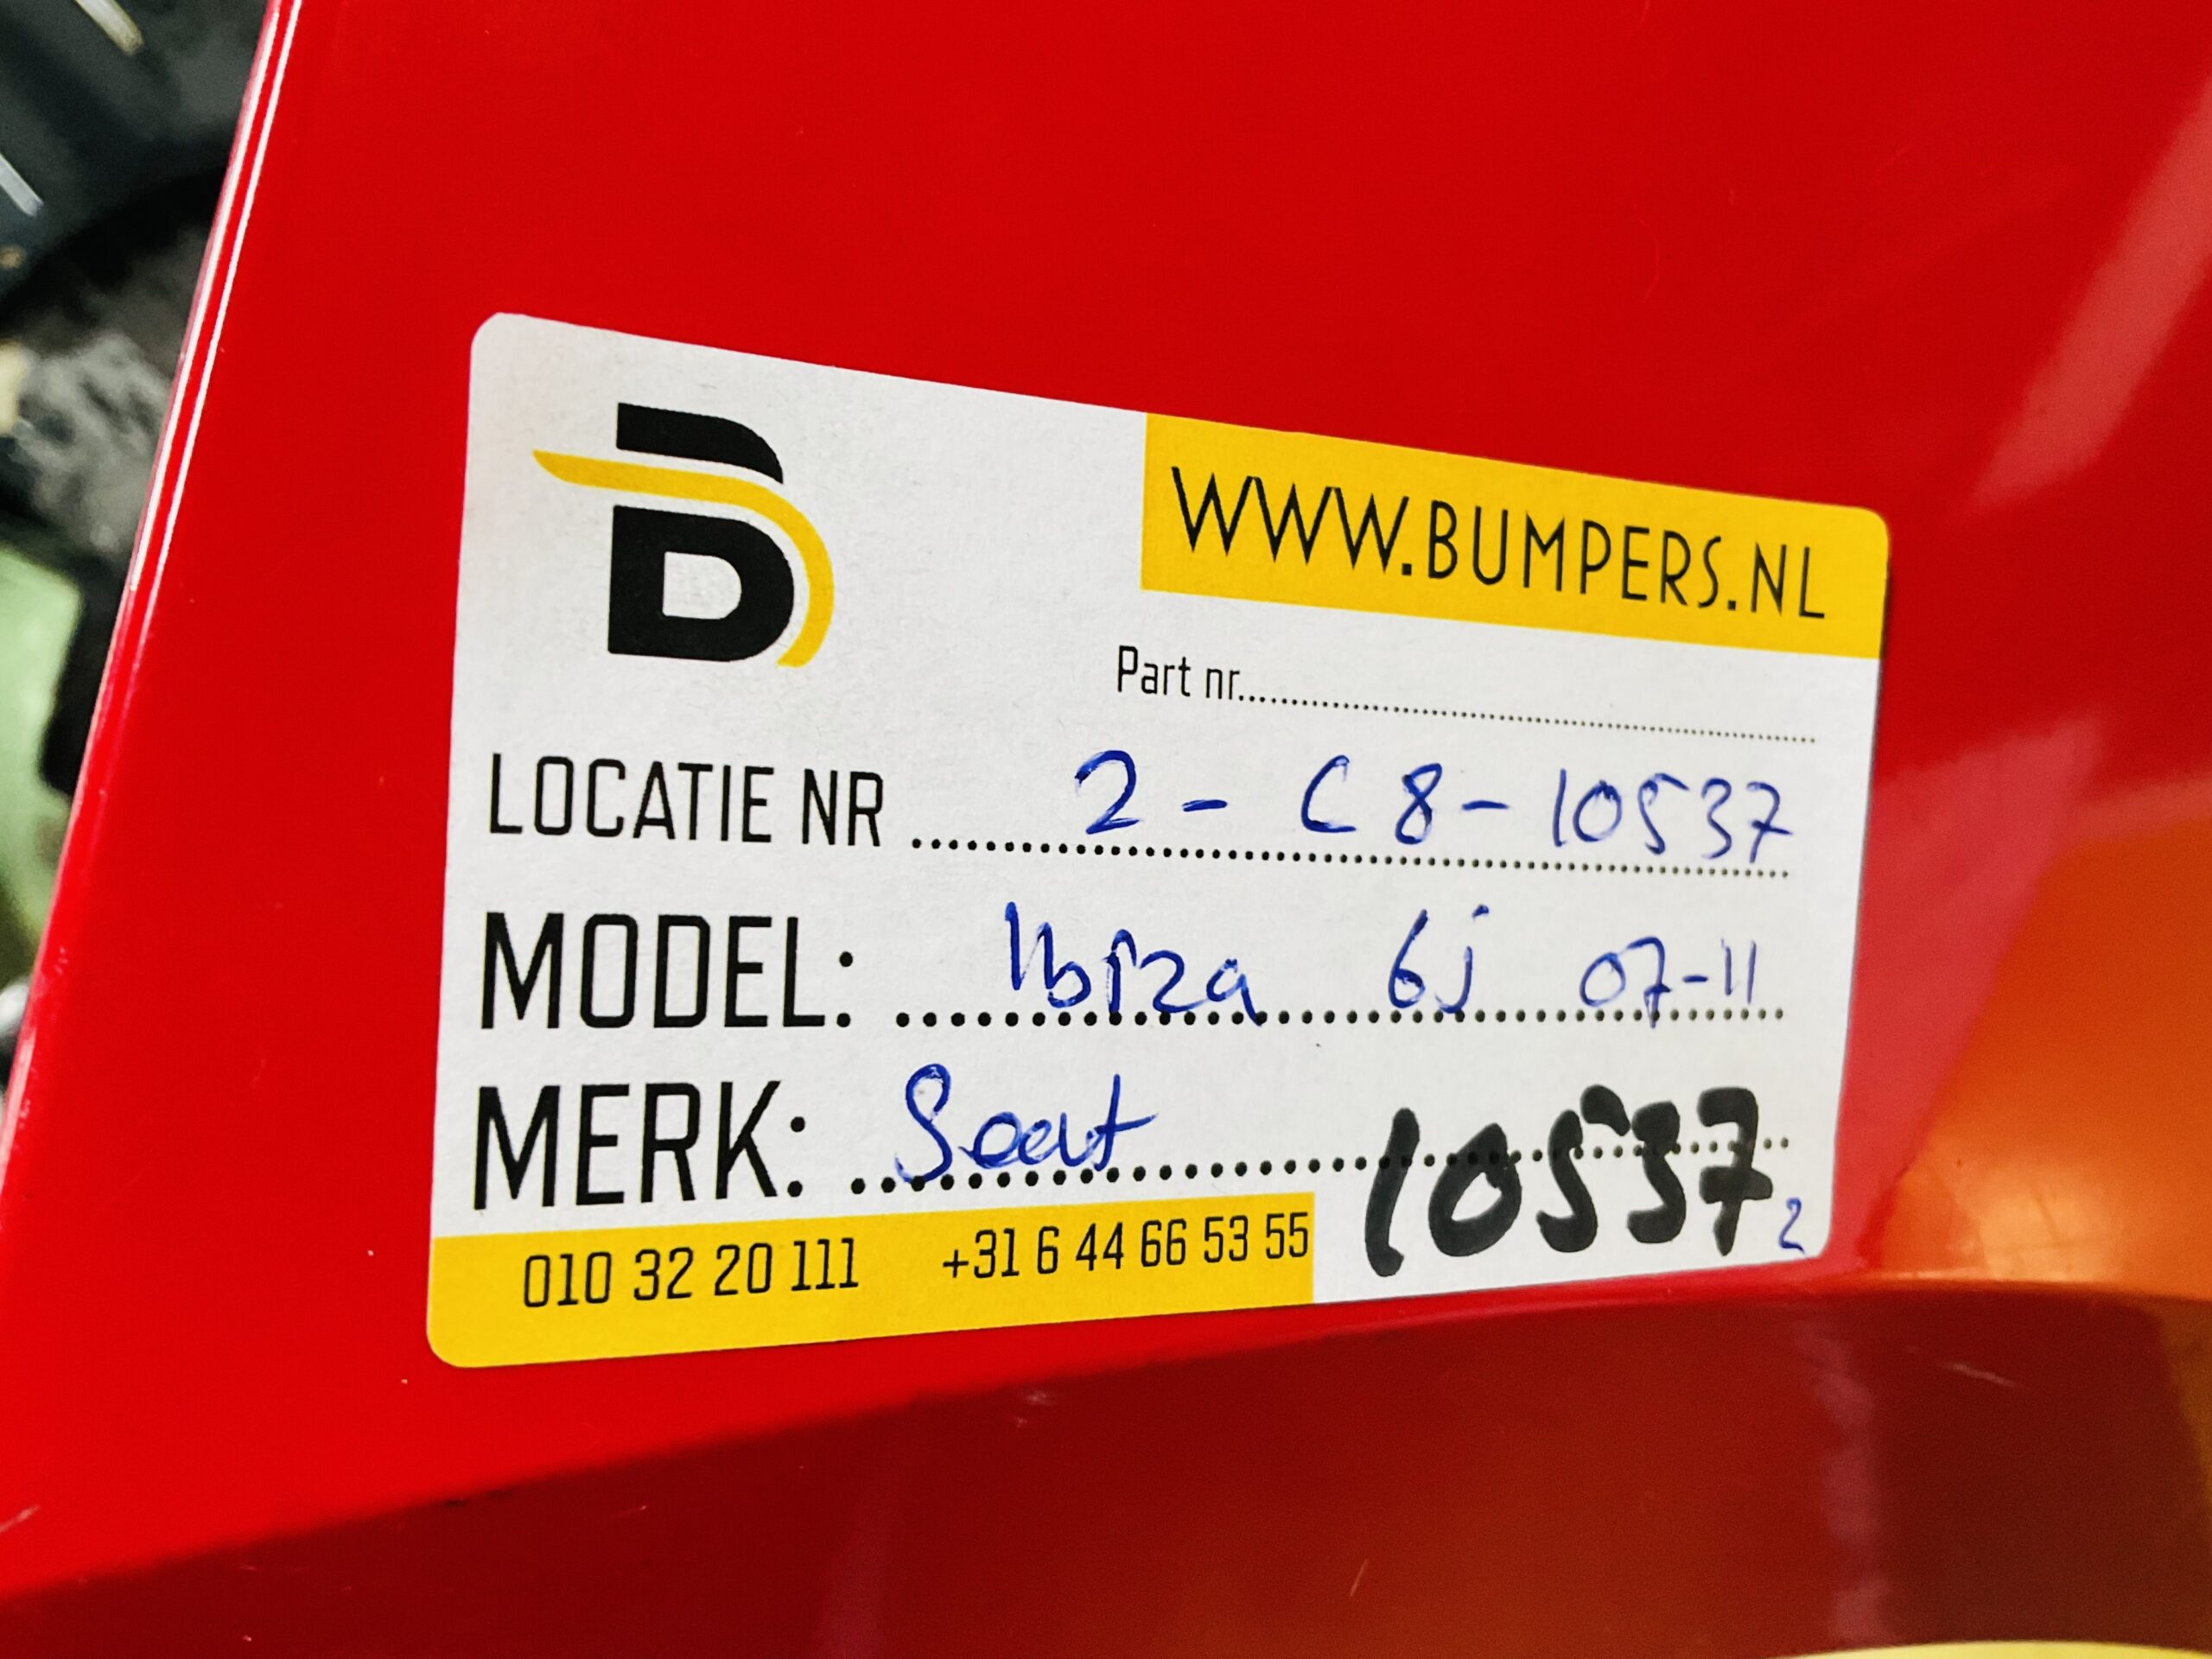 B
WWW.BUMPERS.NL
Part nr........................................................
LOCATIE NR ........ 2 - C8 - 10537
MODEL: ........ Ibiza 6j 07-11
MERK: ........ Seat
10537 2
010 32 20 111 +31 6 44 66 53 55